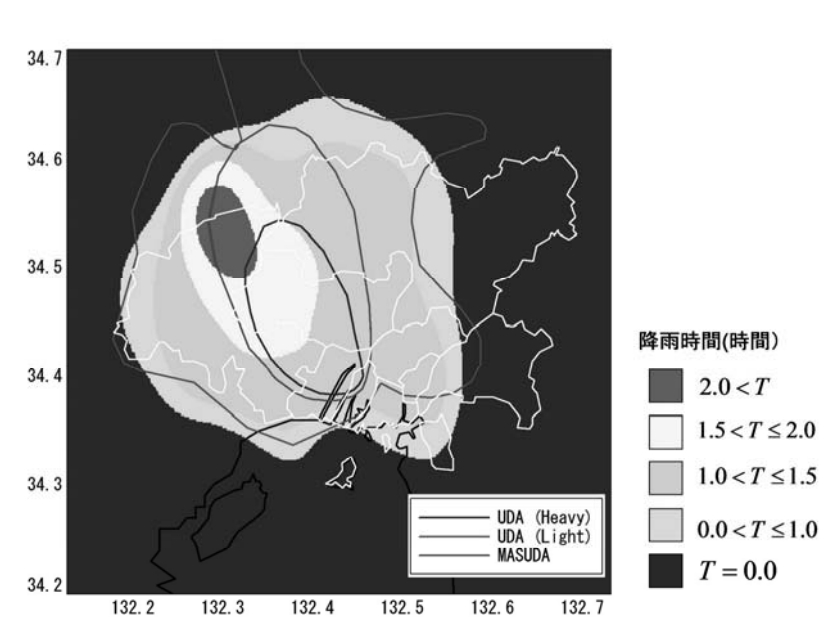 34.7
34.6
34.5
34.4
34.3
34.2
132.2 132.3 132.4 132.5 132.6 132.7
UDA (Heavy)
UDA (Light)
MASUDA
降雨時間(時間)
2.0 < T
1.5 < T ≤ 2.0
1.0 < T ≤ 1.5
0.0 < T ≤ 1.0
T = 0.0